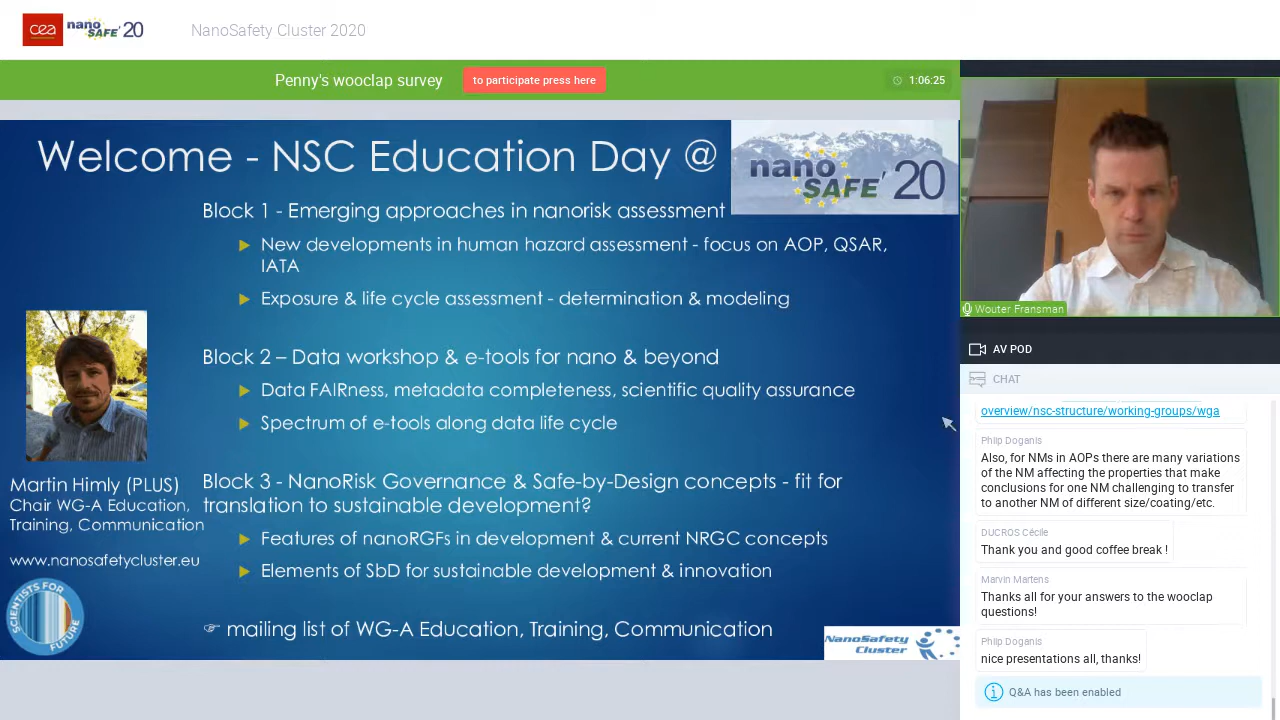 cea nano SAFE'20 NanoSafety Cluster 2020
Penny's wooclap survey to participate press here 1:06:25
Welcome - NSC Education Day @
nano SAFE'20
Block 1 - Emerging approaches in nanorisk assessment
New developments in human hazard assessment - focus on AOP, QSAR,
IATA
Exposure & life cycle assessment - determination & modeling
Block 2 – Data workshop & e-tools for nano & beyond
Data FAIRness, metadata completeness, scientific quality assurance
Spectrum of e-tools along data life cycle
Block 3 - NanoRisk Governance & Safe-by-Design concepts - fit for
translation to sustainable development?
Features of nanoRGFs in development & current NRGC concepts
Elements of SbD for sustainable development & innovation
☞ mailing list of WG-A Education, Training, Communication
Martin Himly (PLUS)
Chair WG-A Education,
Training, Communication
www.nanosafetycluster.eu
SCIENTISTS FOR FUTURE
NanoSafety
Cluster
Wouter Fransman
AV POD
CHAT
overview/nsc-structure/working-groups/wga
Philp Doganis
Also, for NMs in AOPs there are many variations
of the NM affecting the properties that make
conclusions for one NM challenging to transfer
to another NM of different size/coating/etc.
DUCROS Cécile
Thank you and good coffee break !
Marvin Martens
Thanks all for your answers to the wooclap
questions!
Philp Doganis
nice presentations all, thanks!
Q&A has been enabled